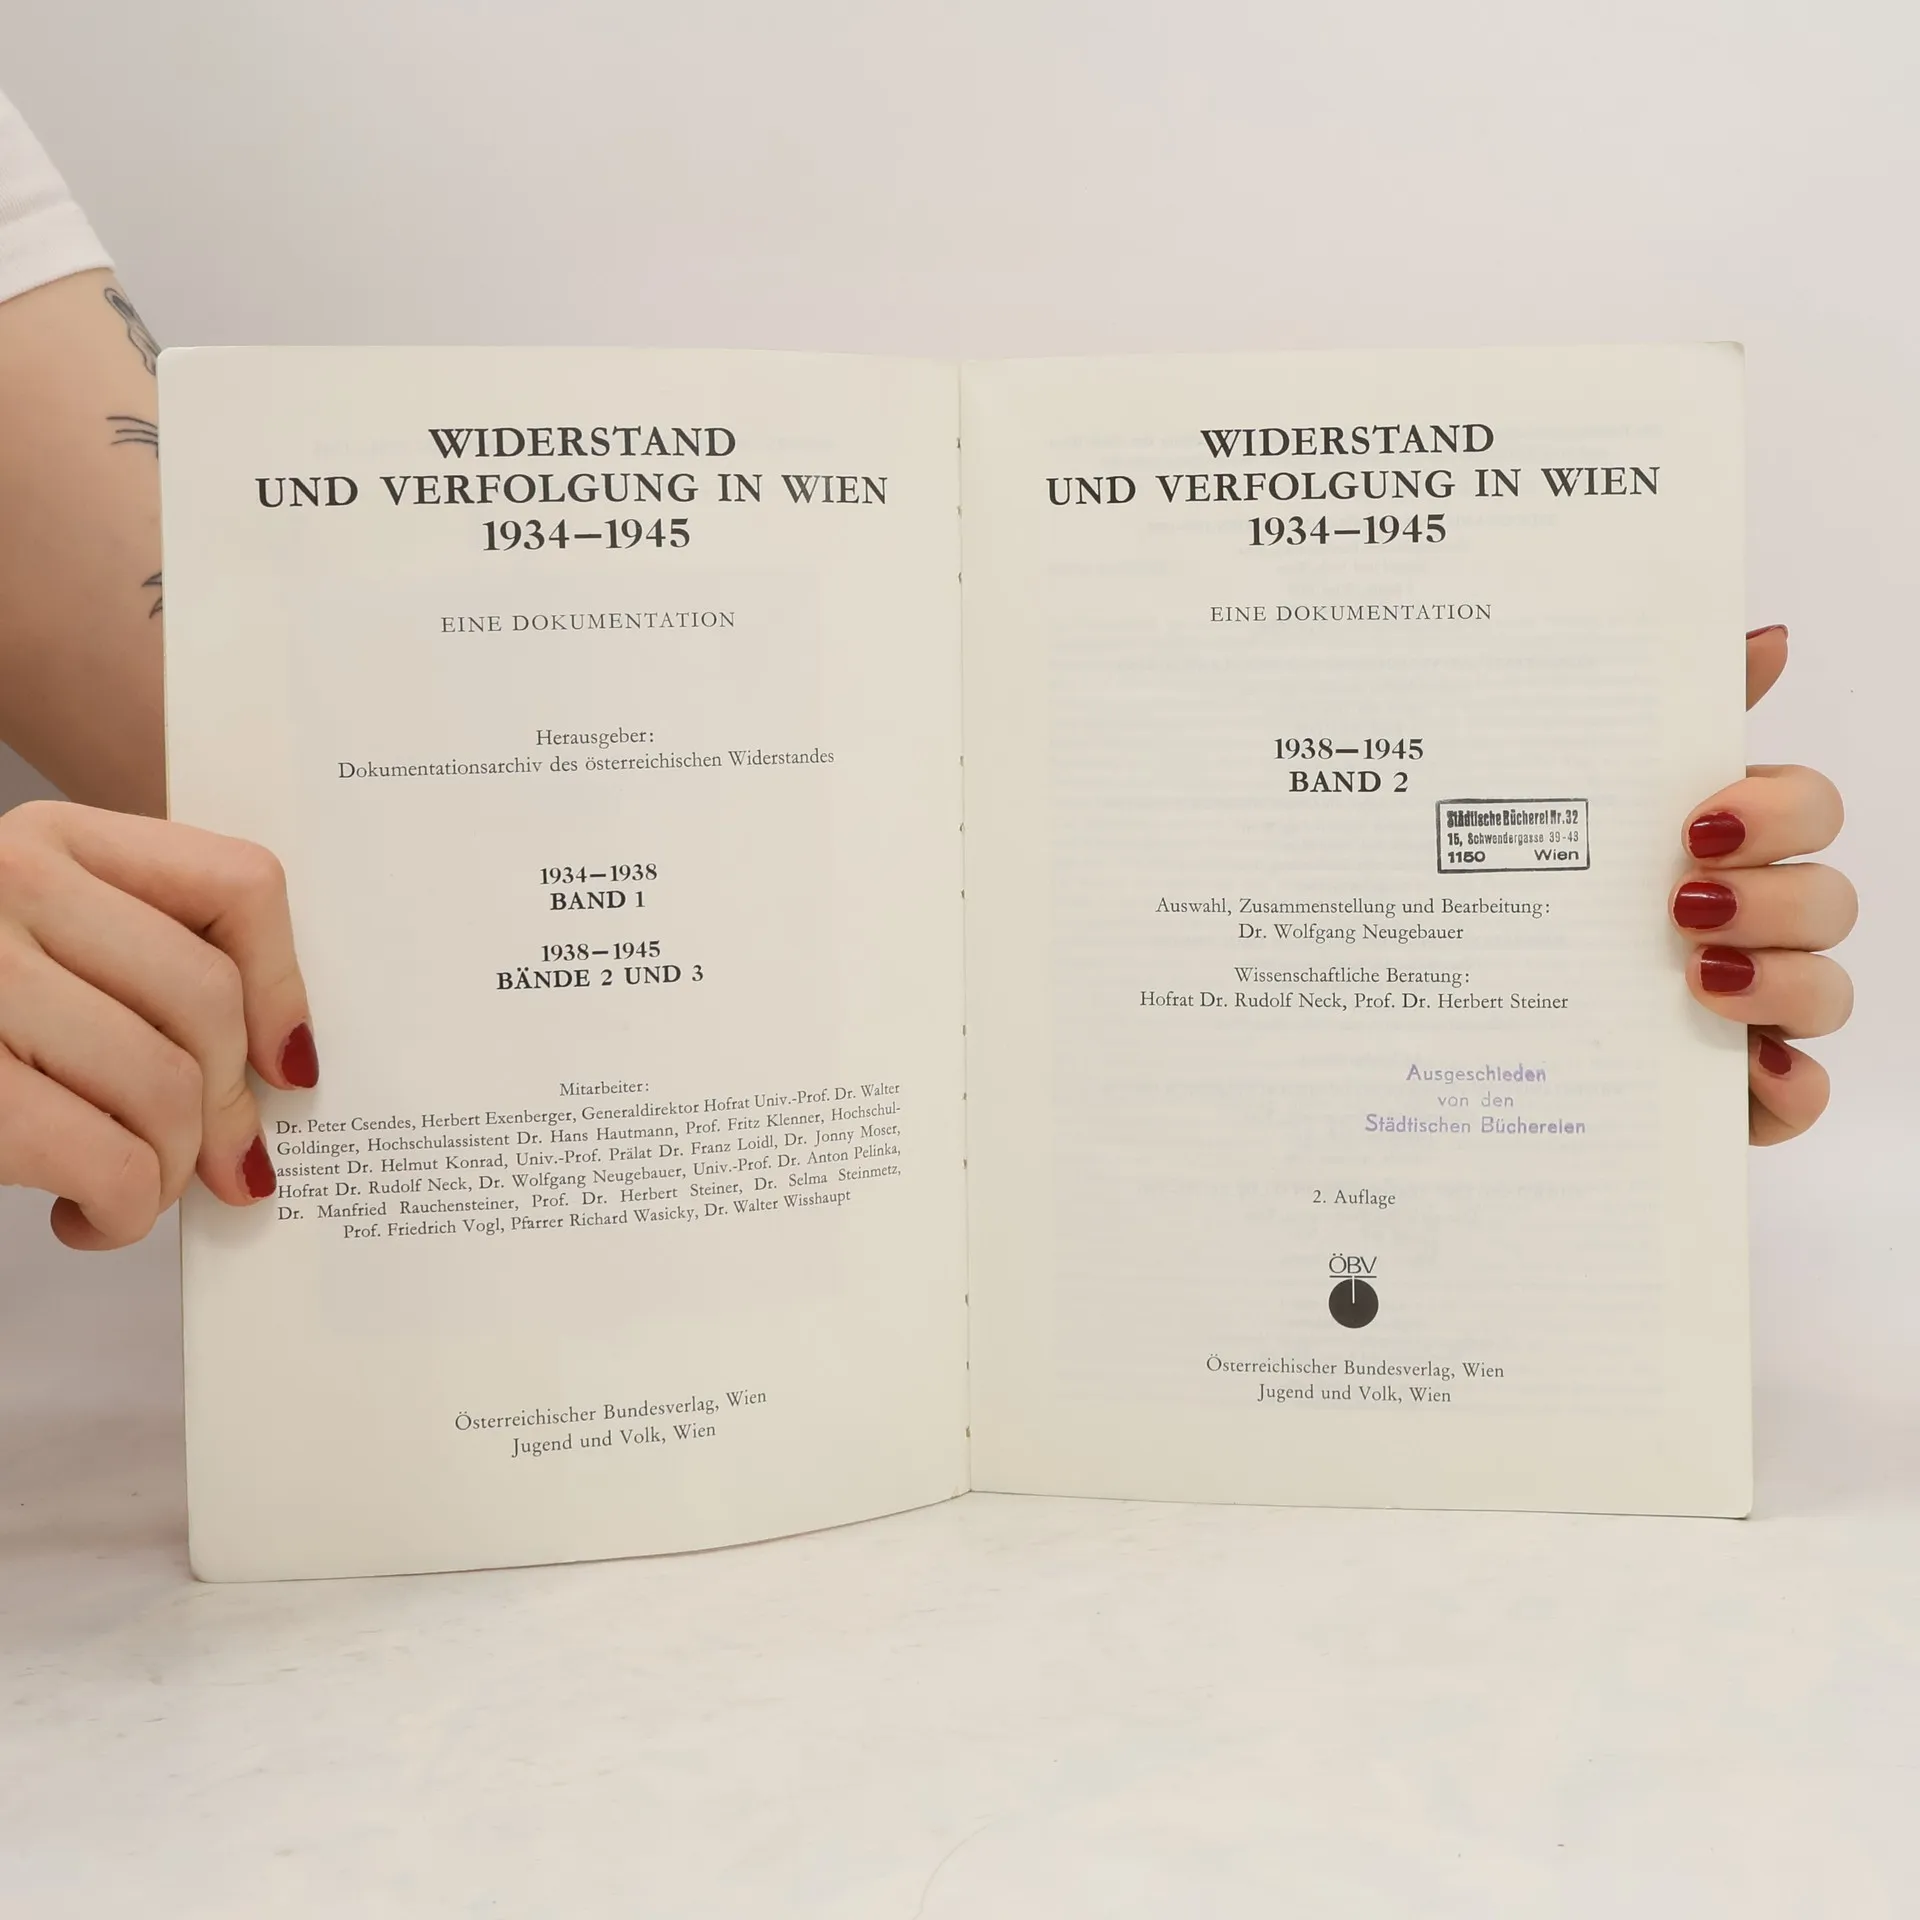 WIDERSTAND
UND VERFOLGUNG IN WIEN
1934—1945
EINE DOKUMENTATION
Herausgeber:
Dokumentationsarchiv des österreichischen Widerstandes
1934—1938
BAND 1
1938—1945
BÄNDE 2 UND 3
Mitarbeiter:
Dr. Peter Csendes, Herbert Exenberger, Generaldirektor Hofrat Univ.-Prof. Dr. Walter
Goldinger, Hochschulassistent Dr. Hans Hautmann, Prof. Fritz Klenner, Hochschul-
assistent Dr. Helmut Konrad, Univ.-Prof. Prälat Dr. Franz Loidl, Dr. Jonny Moser,
Hofrat Dr. Rudolf Neck, Dr. Wolfgang Neugebauer, Univ.-Prof. Dr. Anton Pelinka,
Dr. Manfried Rauchensteiner, Prof. Dr. Herbert Steiner, Dr. Selma Steinmetz,
Prof. Friedrich Vogl, Pfarrer Richard Wasicky, Dr. Walter Wisshaupt
Österreichischer Bundesverlag, Wien
Jugend und Volk, Wien
WIDERSTAND
UND VERFOLGUNG IN WIEN
1934—1945
EINE DOKUMENTATION
1938—1945
BAND 2
Städtische Bücherei Nr. 32
15, Schwendergasse 39-43
1150 Wien
Auswahl, Zusammenstellung und Bearbeitung:
Dr. Wolfgang Neugebauer
Wissenschaftliche Beratung:
Hofrat Dr. Rudolf Neck, Prof. Dr. Herbert Steiner
Ausgeschieden
von den
Städtischen Büchereien
2. Auflage
ÖBV
Österreichischer Bundesverlag, Wien
Jugend und Volk, Wien